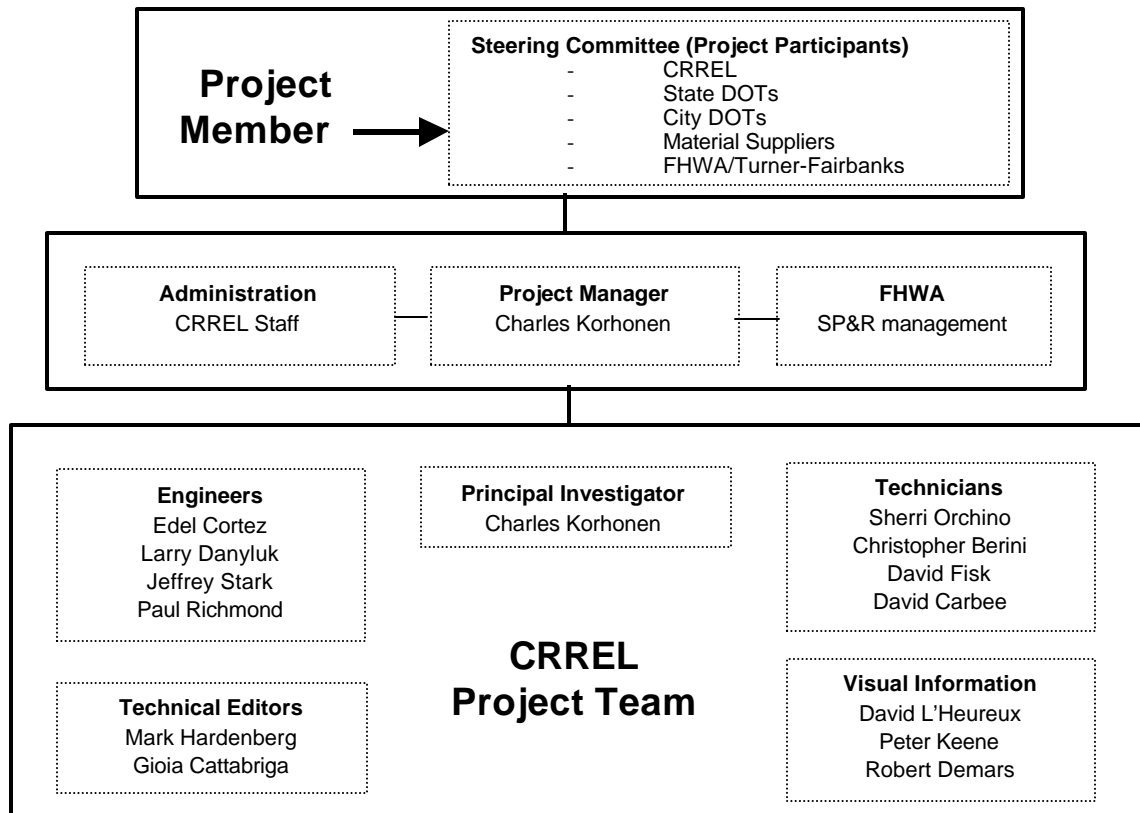 Project
Member
Steering Committee (Project Participants)
- CRREL
- State DOTs
- City DOTs
- Material Suppliers
- FHWA/Turner-Fairbanks
Administration
CRREL Staff
Project Manager
Charles Korhonen
FHWA
SP&R management
Engineers
Edel Cortez
Larry Danyluk
Jeffrey Stark
Paul Richmond
Principal Investigator
Charles Korhonen
Technicians
Sherri Orchino
Christopher Berini
David Fisk
David Carbee
CRREL
Project Team
Technical Editors
Mark Hardenberg
Gioia Cattabriga
Visual Information
David L’Heureux
Peter Keene
Robert Demars